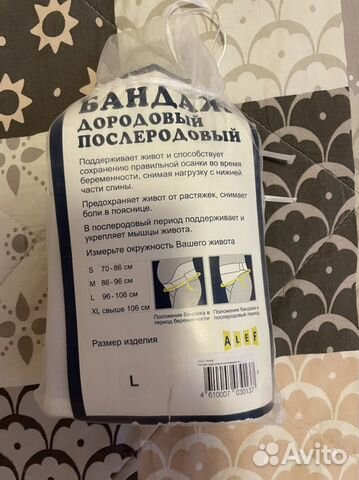 БАНДАЖ
ДОРОДОВЫЙ
ПОСЛЕРОДОВЫЙ
Поддерживает живот и способствует
сохранению правильной осанки во время
беременности, снимая нагрузку с нижней
части спины.
Предохраняет живот от растяжек, снимает
боли в пояснице.
В послеродовый период поддерживает и
укрепляет мышцы живота.
Измерьте окружность Вашего живота
S 70-86 см
M 86-96 см
L 96-106 см
XL свыше 106 см
Положение бандажа в
период беременности
Положение бандажа в
послеродовый период
Размер изделия
ALEF
L
4 610007 030137
Avito